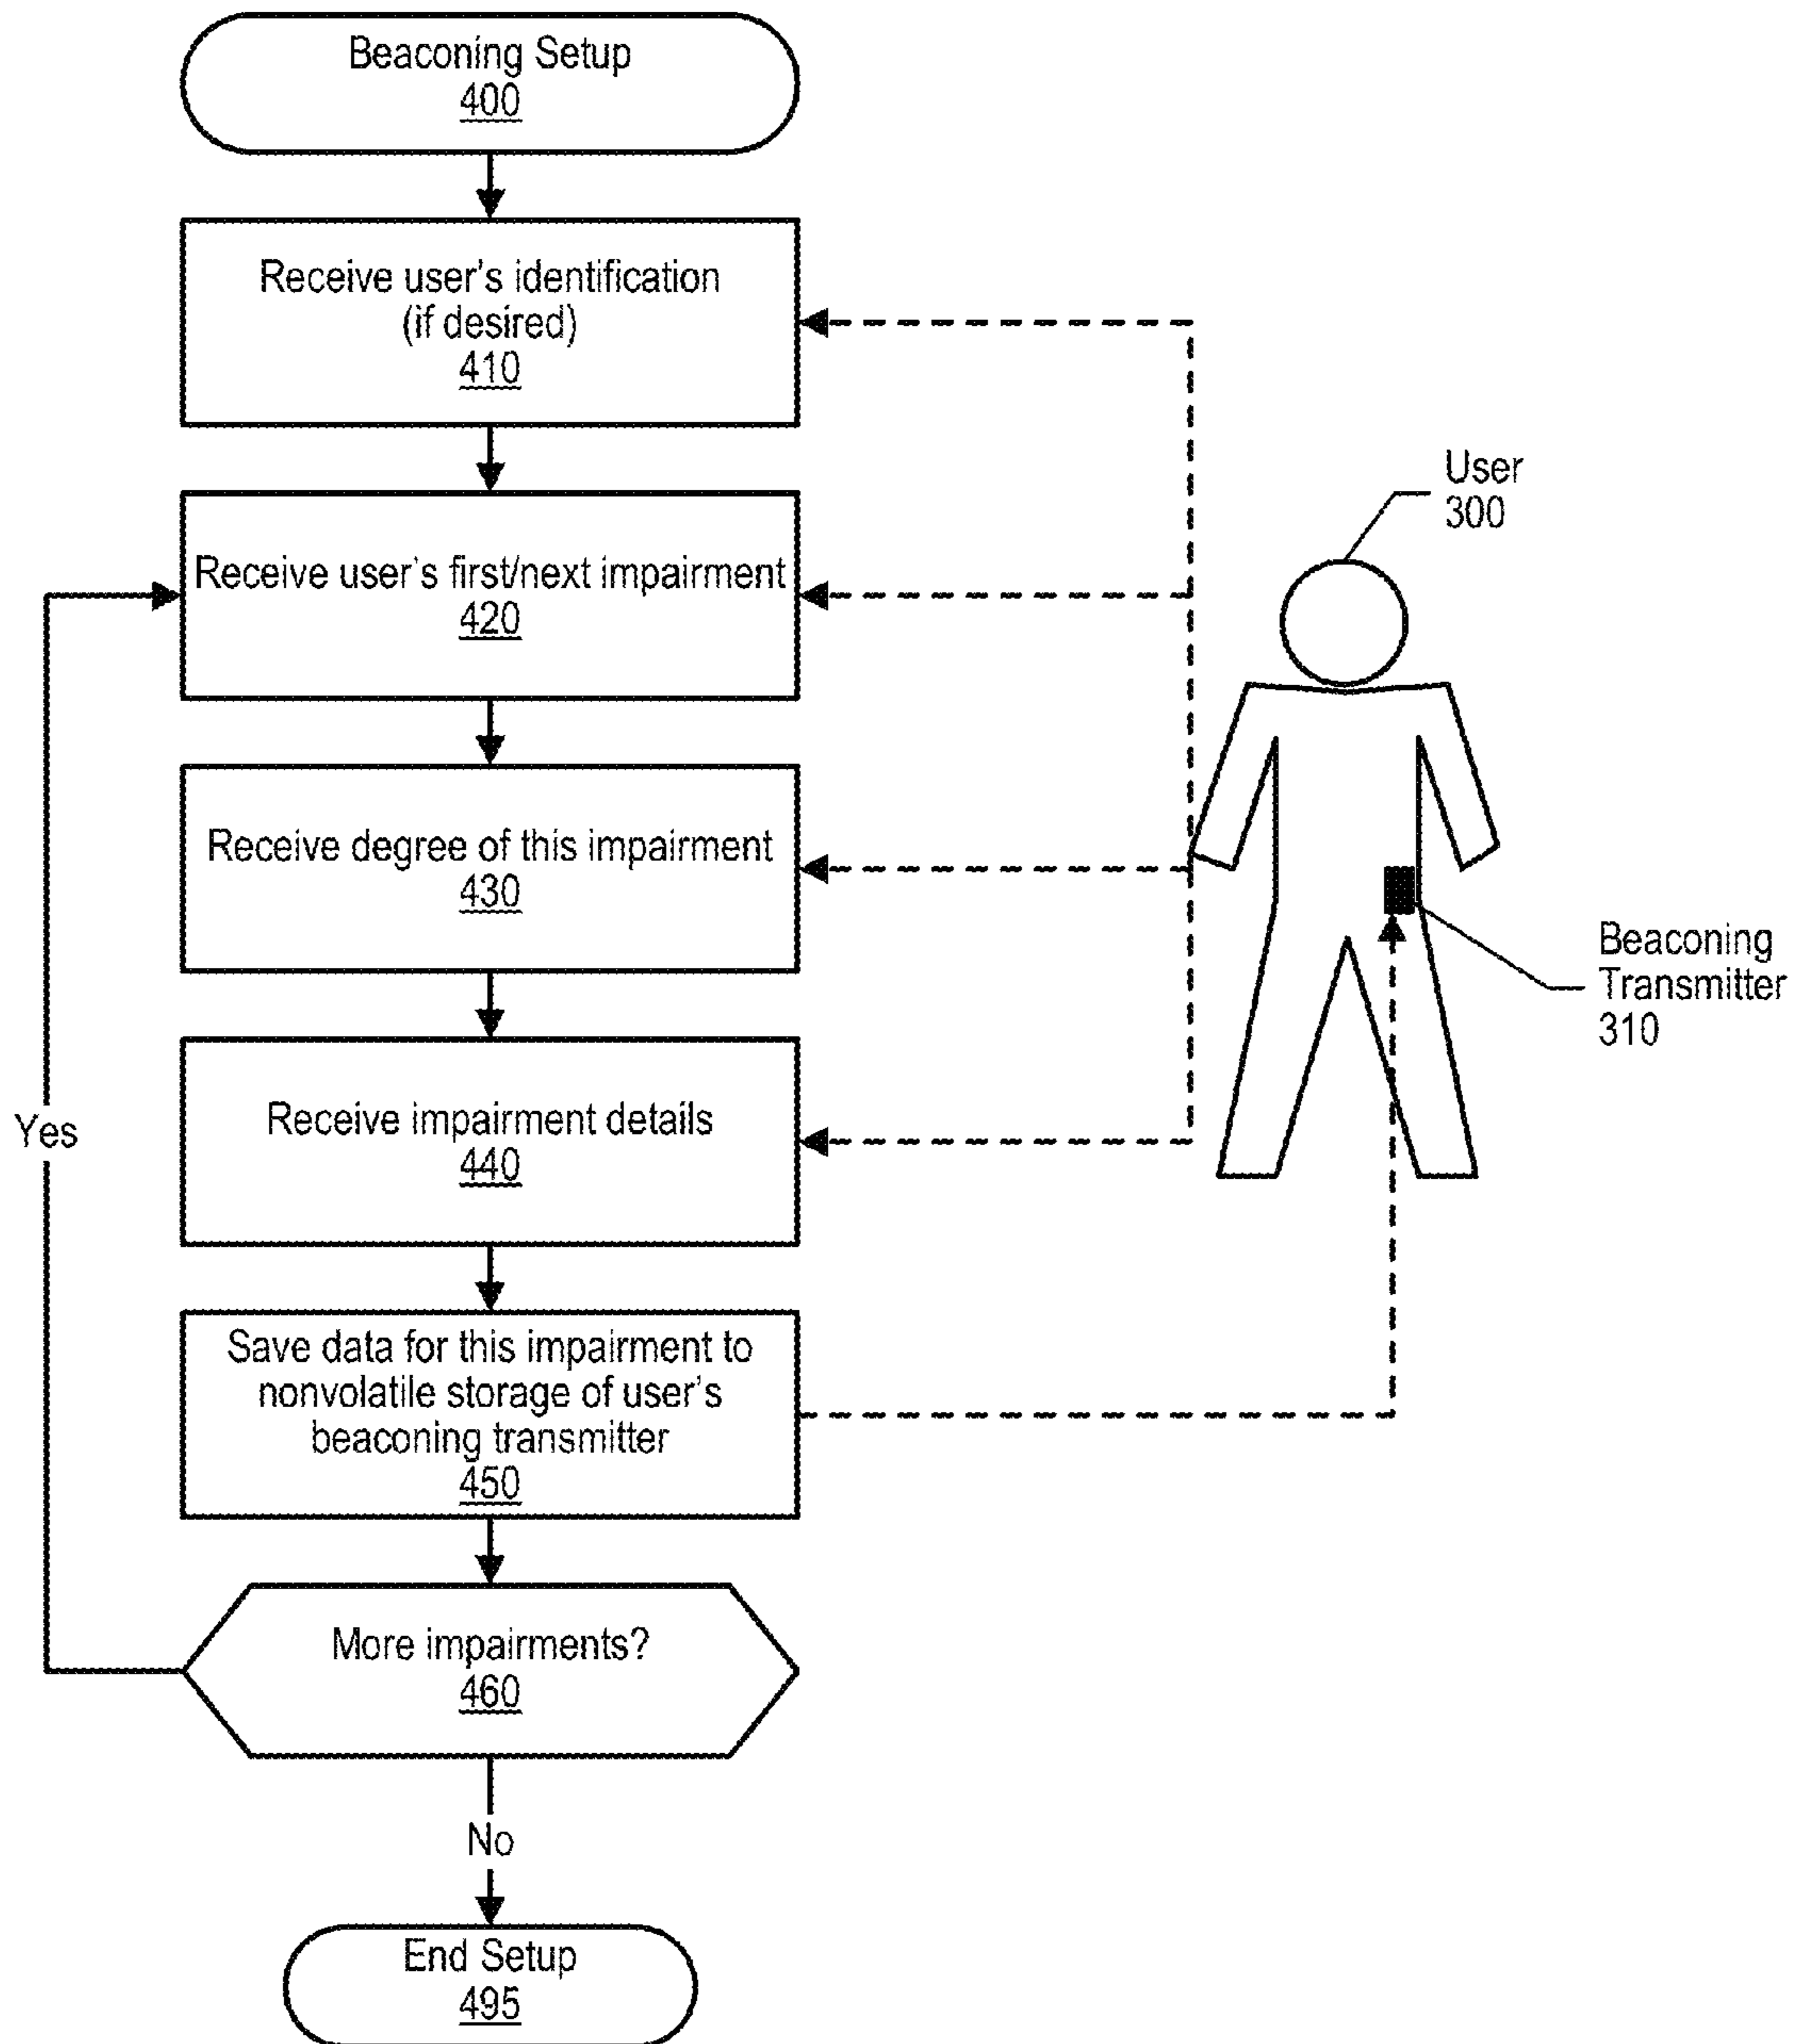 Beaconing Setup
400
Receive user's identification
(if desired)
410
Receive user's first/next impairment
420
Receive degree of this impairment
430
Receive impairment details
440
Save data for this impairment to
nonvolatile storage of user's
beaconing transmitter
450
More impairments?
460
Yes
No
End Setup
495
User
300
Beaconing
Transmitter
310